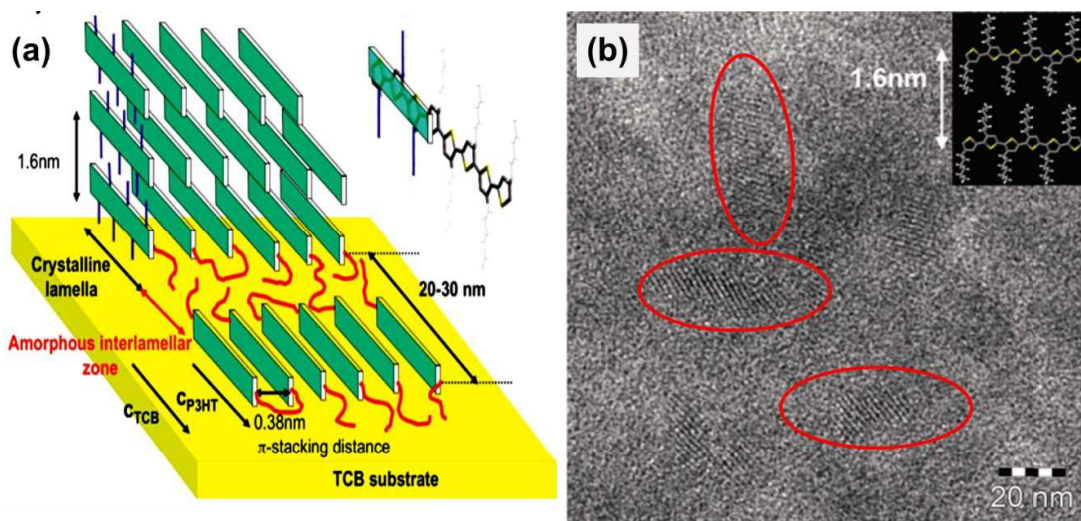 (a)
1.6nm
Crystalline
lamella
Amorphous interlamellar
zone
20-30 nm
CTCB
CP3HT
0.38nm
π-stacking distance
TCB substrate
(b)
1.6nm
20 nm